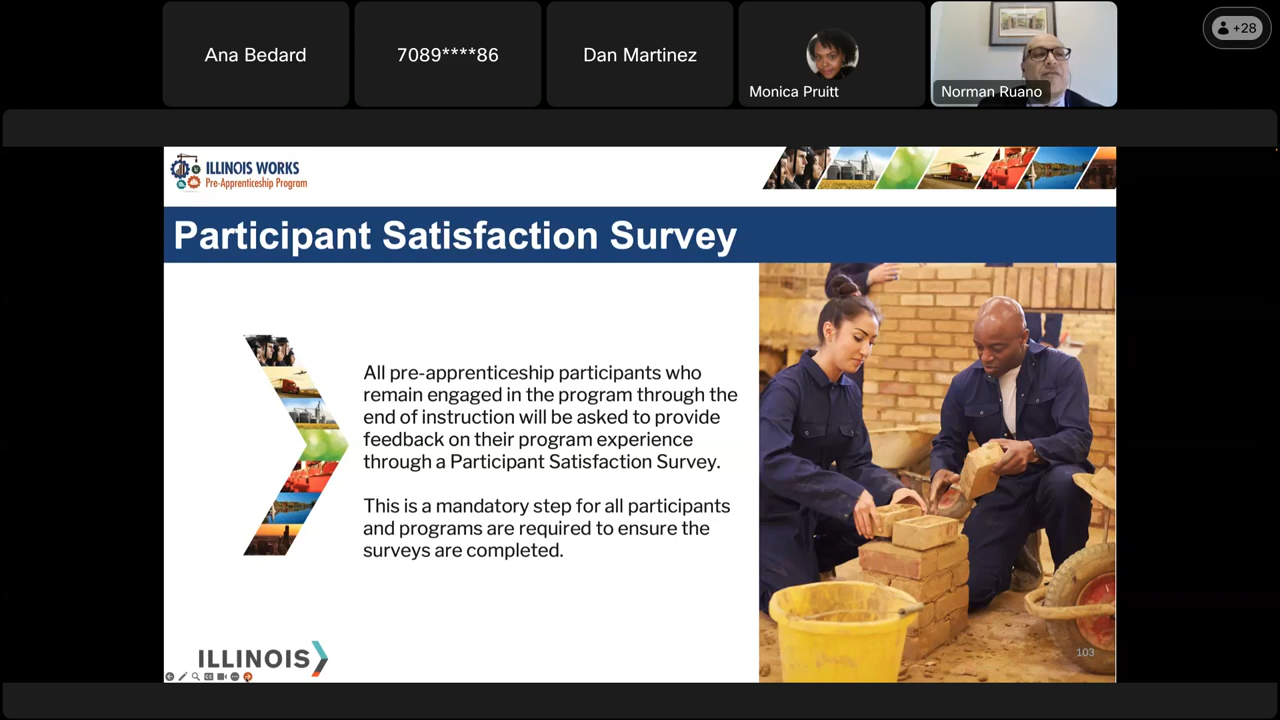 Ana Bedard
7089****86
Dan Martinez
Monica Pruitt
Norman Ruano
+28
ILLINOIS WORKS
Pre-Apprenticeship Program
Participant Satisfaction Survey
All pre-apprenticeship participants who
remain engaged in the program through the
end of instruction will be asked to provide
feedback on their program experience
through a Participant Satisfaction Survey.
This is a mandatory step for all participants
and programs are required to ensure the
surveys are completed.
ILLINOIS
103